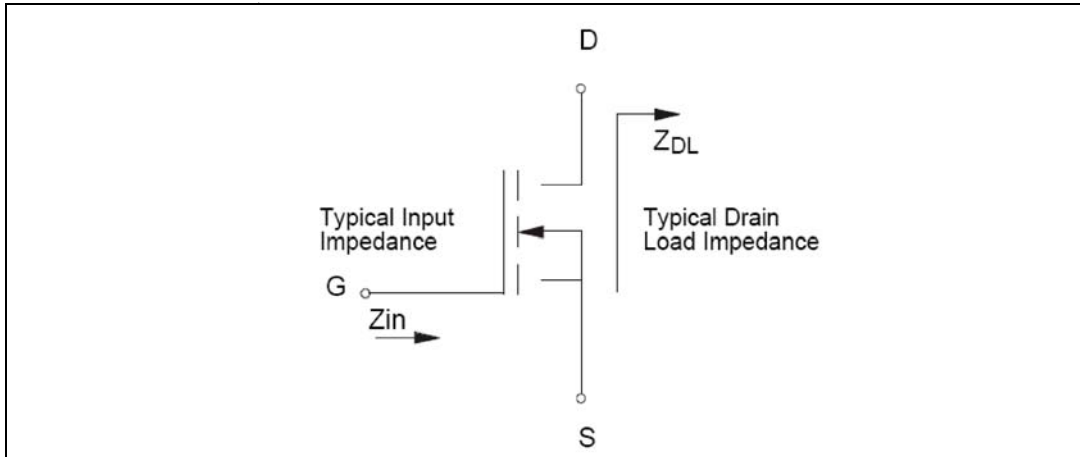 D
Z_DL
Typical Input
Impedance
Typical Drain
Load Impedance
G
Zin
S